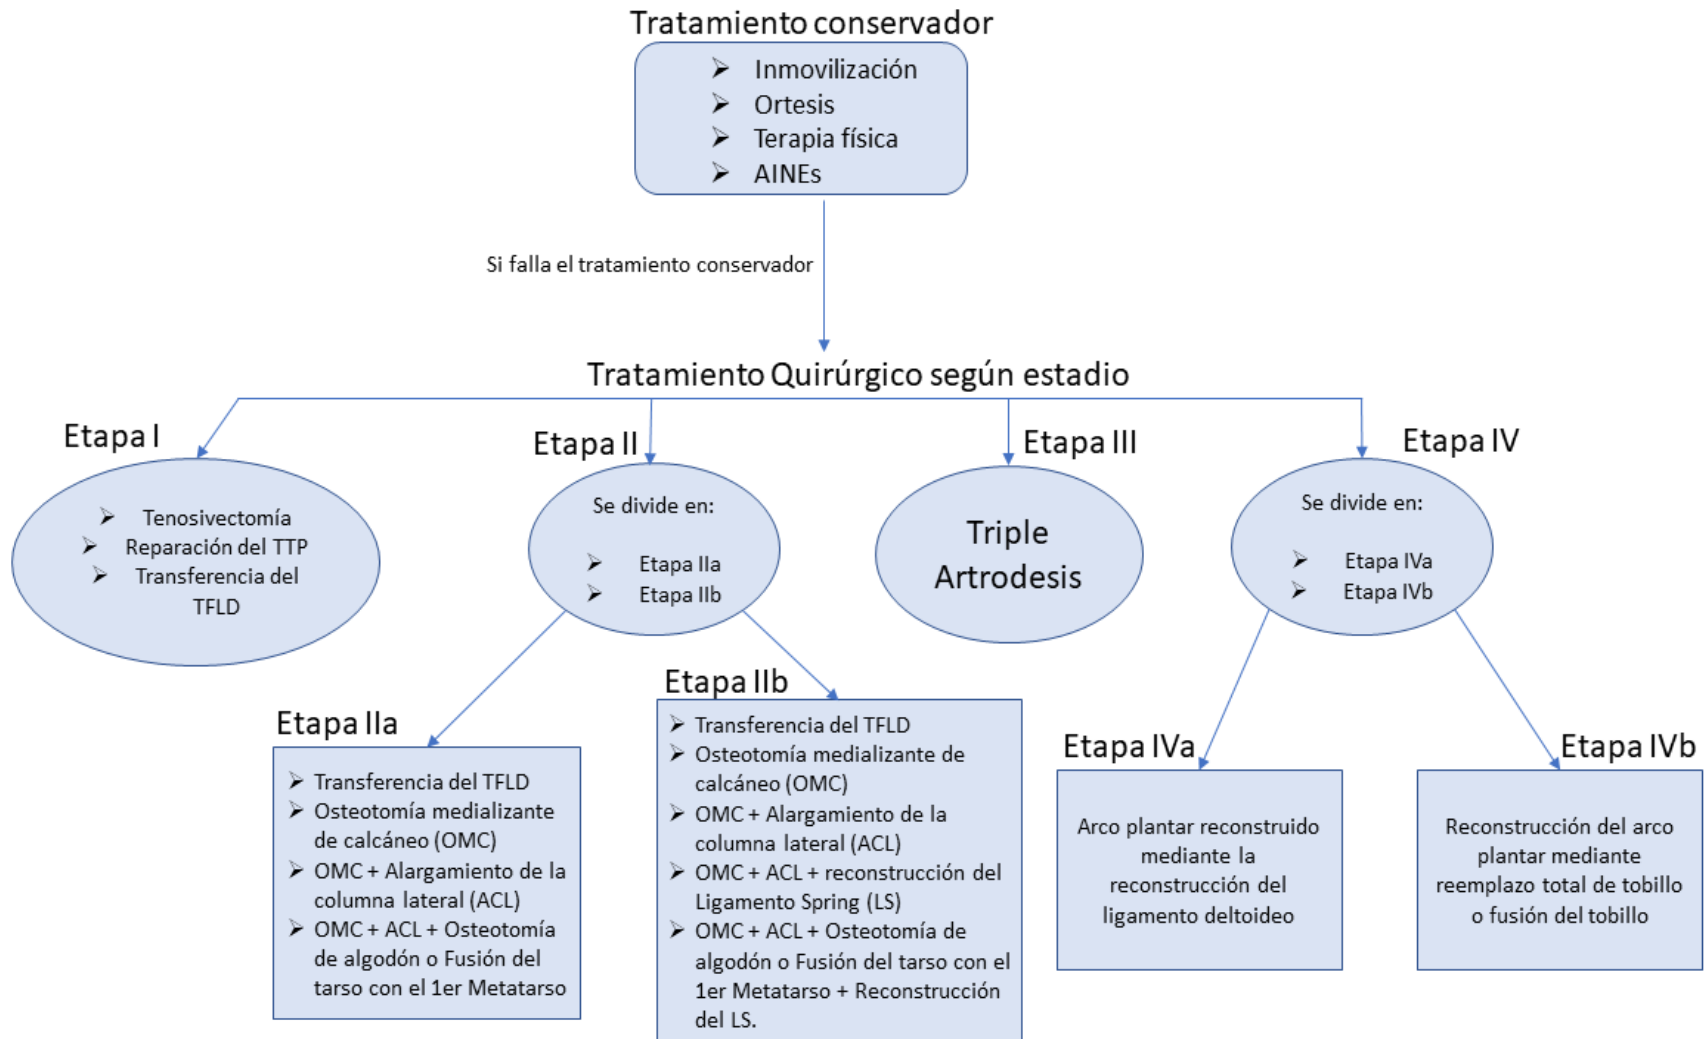 Tratamiento conservador
➢ Inmovilización
➢ Ortesis
➢ Terapia física
➢ AINEs
Si falla el tratamiento conservador
Tratamiento Quirúrgico según estadio
Etapa I
➢ Tenosivectomía
➢ Reparación del TTP
➢ Transferencia del
TFLD
Etapa II
Se divide en:
➢ Etapa IIa
➢ Etapa IIb
Etapa III
Triple
Artrodesis
Etapa IV
Se divide en:
➢ Etapa IVa
➢ Etapa IVb
Etapa IIa
➢ Transferencia del TFLD
➢ Osteotomía medializante
de calcáneo (OMC)
➢ OMC + Alargamiento de la
columna lateral (ACL)
➢ OMC + ACL + Osteotomía
de algodón o Fusión del
tarso con el 1er Metatarso
Etapa IIb
➢ Transferencia del TFLD
➢ Osteotomía medializante de
calcáneo (OMC)
➢ OMC + Alargamiento de la
columna lateral (ACL)
➢ OMC + ACL + reconstrucción del
Ligamento Spring (LS)
➢ OMC + ACL + Osteotomía de
algodón o Fusión del tarso con el
1er Metatarso + Reconstrucción
del LS.
Etapa IVa
Arco plantar reconstruido
mediante la
reconstrucción del
ligamento deltoideo
Etapa IVb
Reconstrucción del arco
plantar mediante
reemplazo total de tobillo
o fusión del tobillo